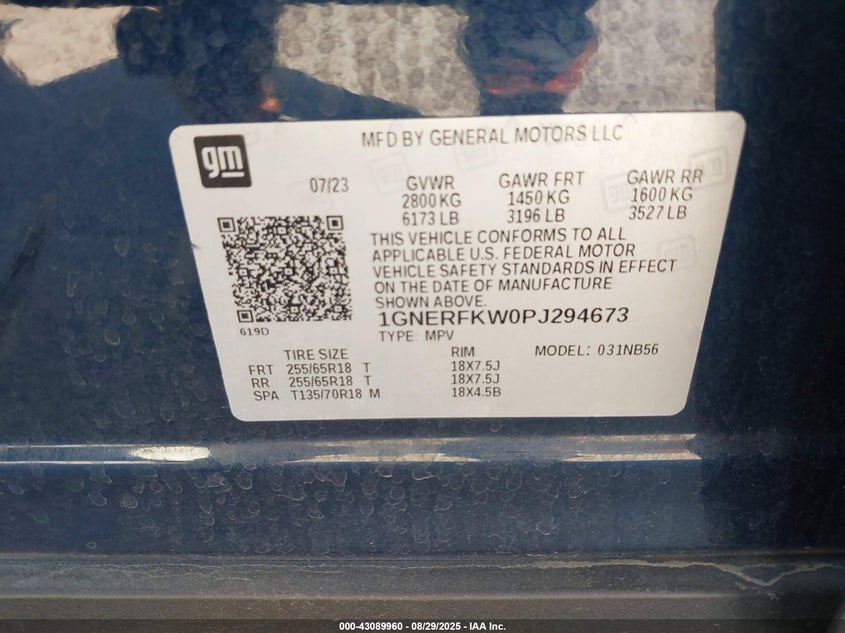 gm
MFD BY GENERAL MOTORS LLC
07/23 GVWR GAWR FRT GAWR RR
2800 KG 1450 KG 1600 KG
6173 LB 3196 LB 3527 LB
THIS VEHICLE CONFORMS TO ALL
APPLICABLE U.S. FEDERAL MOTOR
VEHICLE SAFETY STANDARDS IN EFFECT
ON THE DATE OF MANUFACTURE
SHOWN ABOVE.
619D
1GNERFKW0PJ294673
TYPE: MPV
TIRE SIZE RIM MODEL: 031NB56
FRT 255/65R18 T 18X7.5J
RR 255/65R18 T 18X7.5J
SPA T135/70R18 M 18X4.5B
000-43089960 - 08/29/2025 - IAA Inc.